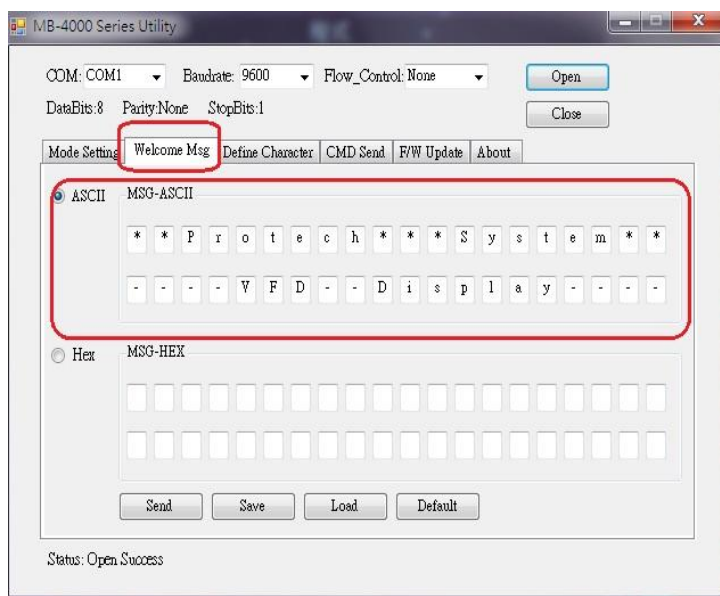 MB-4000 Series Utility
COM: COM1 Baudrate: 9600 Flow_Control: None Open
DataBits:8 Parity:None StopBits:1 Close
Mode Setting Welcome Msg Define Character CMD Send F/W Update About
ASCII MSG-ASCII
* * P r o t e c h * * * S y s t e m * *
- - - - V F D - - D i s p l a y - - - -
Hex MSG-HEX
Send Save Load Default
Status: Open Success